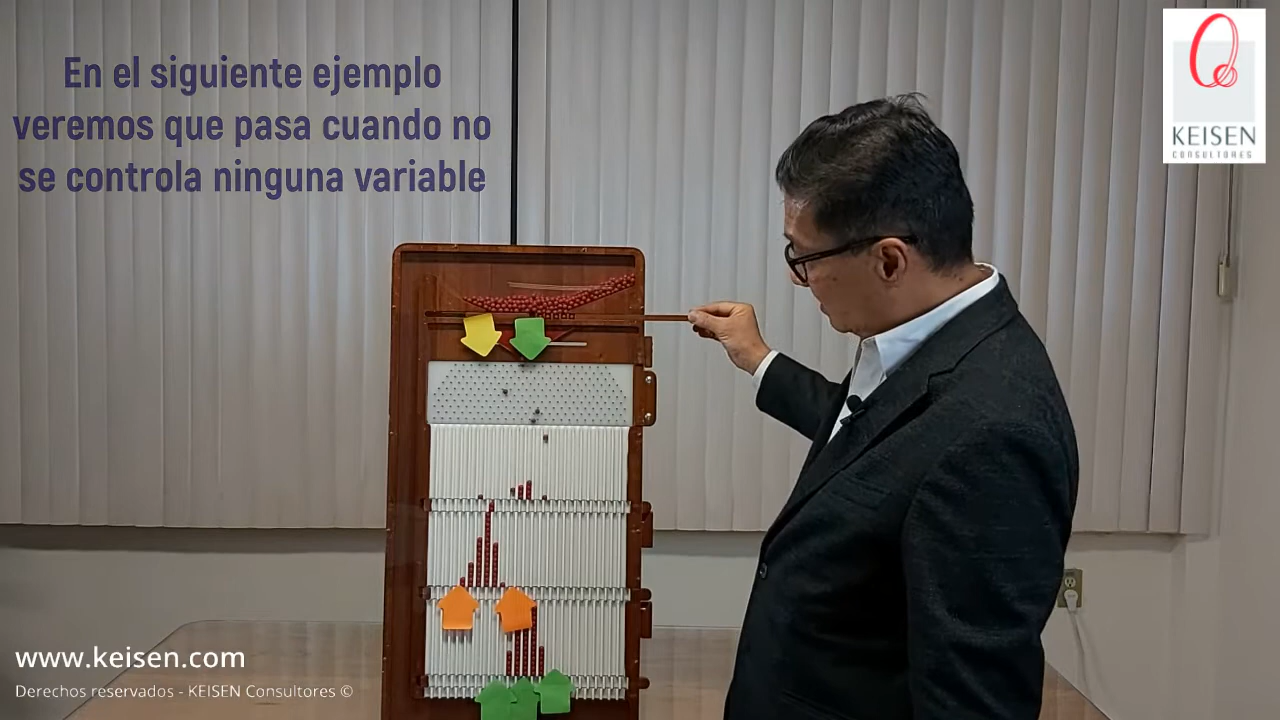 En el siguiente ejemplo
veremos que pasa cuando no
se controla ninguna variable
KEISEN
CONSULTORES
www.keisen.com
Derechos reservados - KEISEN Consultores ©